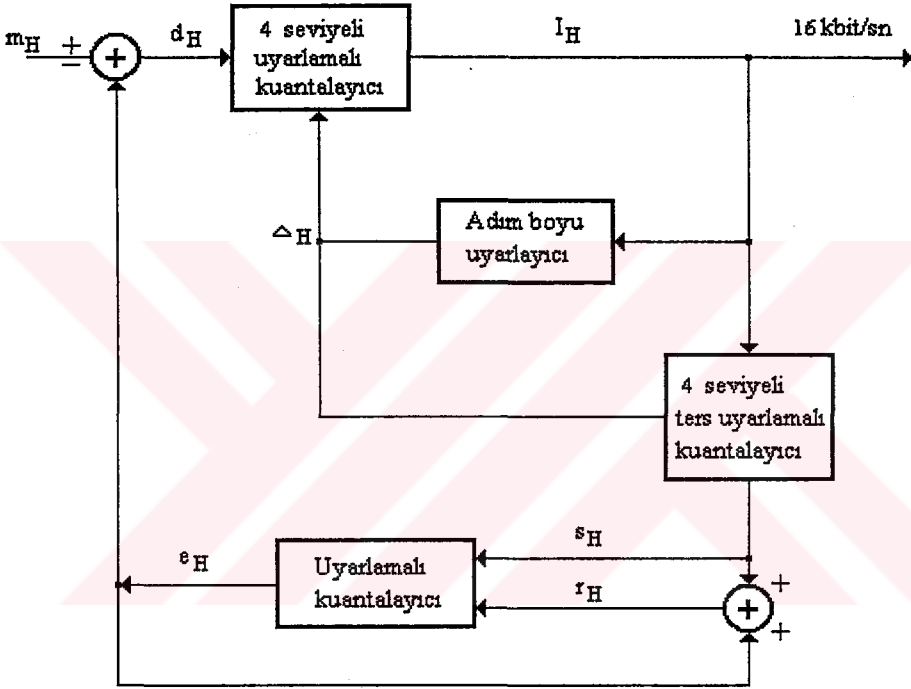 m_H + − + d_H
4 seviyeli
uyarlamalı
kuantalayıcı
I_H
16 kbit/sn
Δ_H
Adım boyu
uyarlayıcı
4 seviyeli
ters uyarlamalı
kuantalayıcı
e_H
Uyarlamalı
kuantalayıcı
s_H
r_H
+ + +